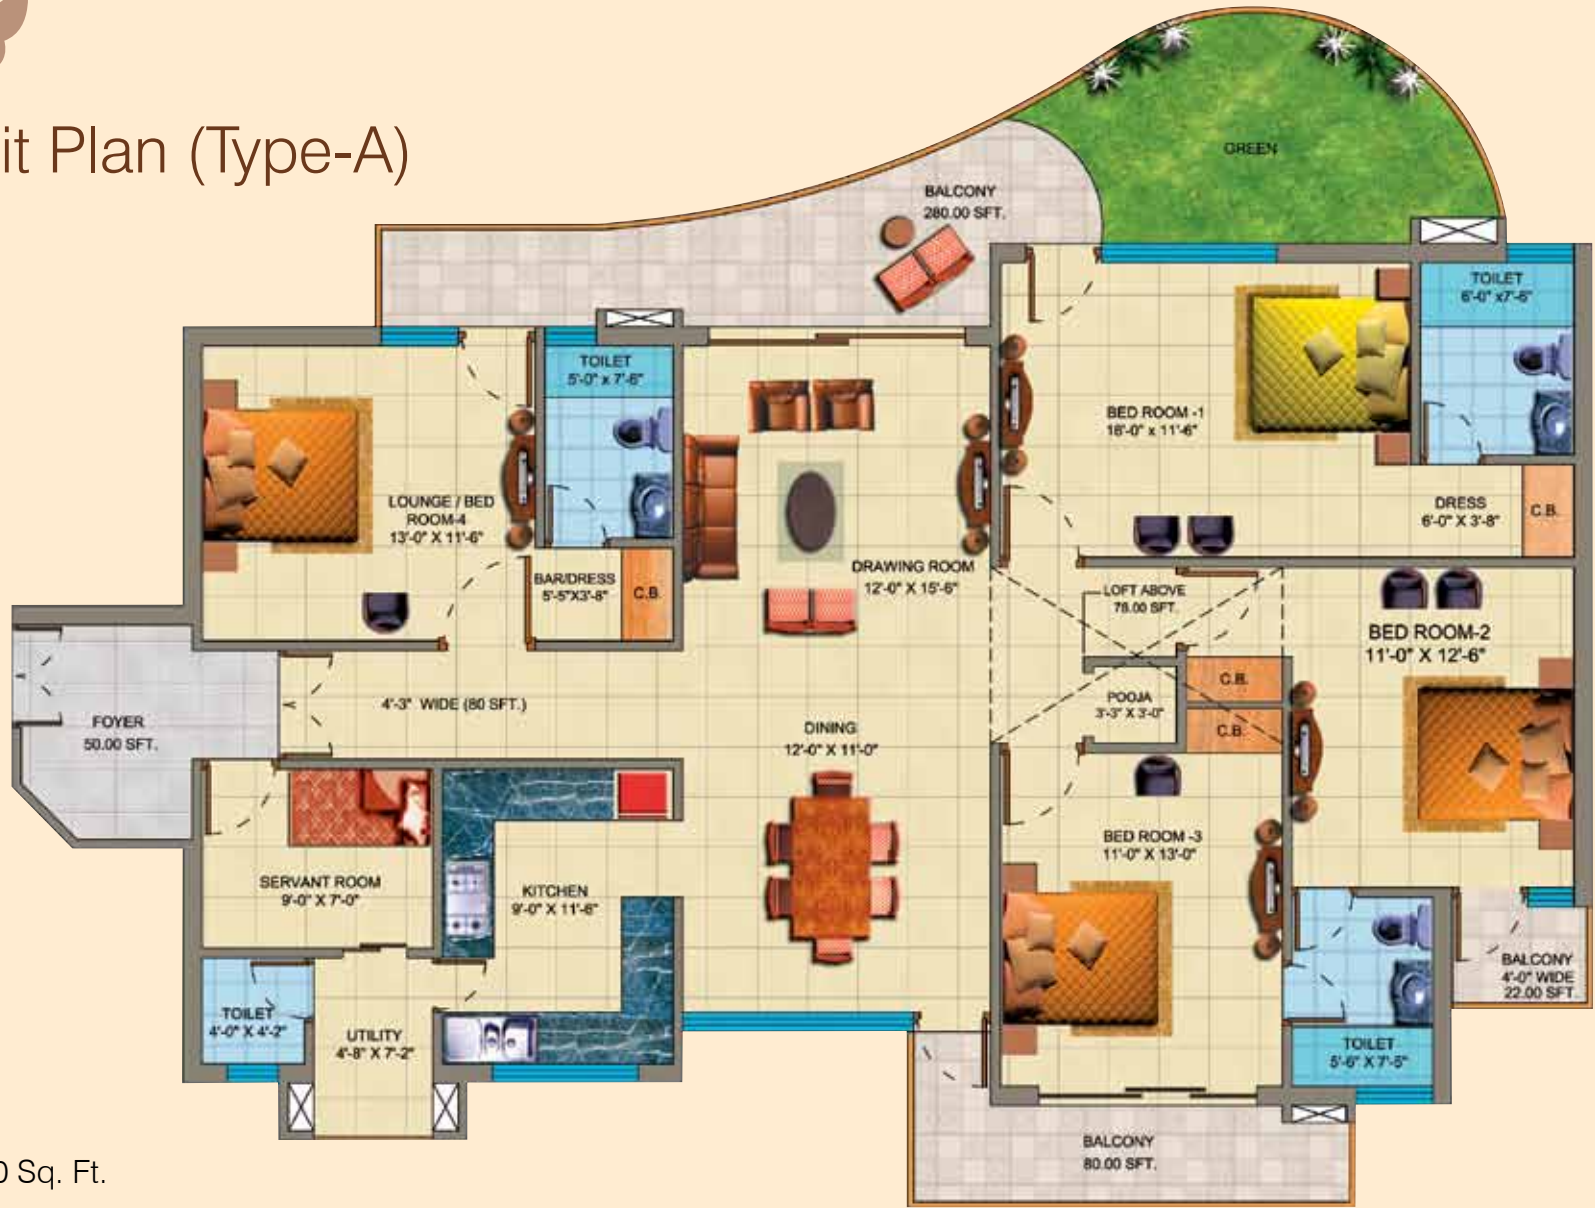 it Plan (Type-A)
GREEN
BALCONY
280.00 SFT.
TOILET
6'-0" x7'-6"
TOILET
5'-0" x 7'-6"
BED ROOM -1
16'-0" x 11'-6"
LOUNGE / BED
ROOM-4
13'-0" X 11'-6"
DRESS
6'-0" X 3'-8"
C.B.
DRAWING ROOM
12'-0" X 15'-6"
BAR/DRESS
5'-5"X3'-8"
C.B.
LOFT ABOVE
78.00 SFT.
BED ROOM-2
11'-0" X 12'-6"
C.B.
POOJA
3'-3" X 3'-0"
4'-3" WIDE (80 SFT.)
FOYER
50.00 SFT.
C.B.
DINING
12'-0" X 11'-0"
BED ROOM -3
11'-0" X 13'-0"
SERVANT ROOM
9'-0" X 7'-0"
KITCHEN
9'-0" X 11'-6"
BALCONY
4'-0" WIDE
22.00 SFT.
TOILET
4'-0" X 4'-2"
UTILITY
4'-8" X 7'-2"
TOILET
5'-6" X 7'-5"
BALCONY
80.00 SFT.
0 Sq. Ft.